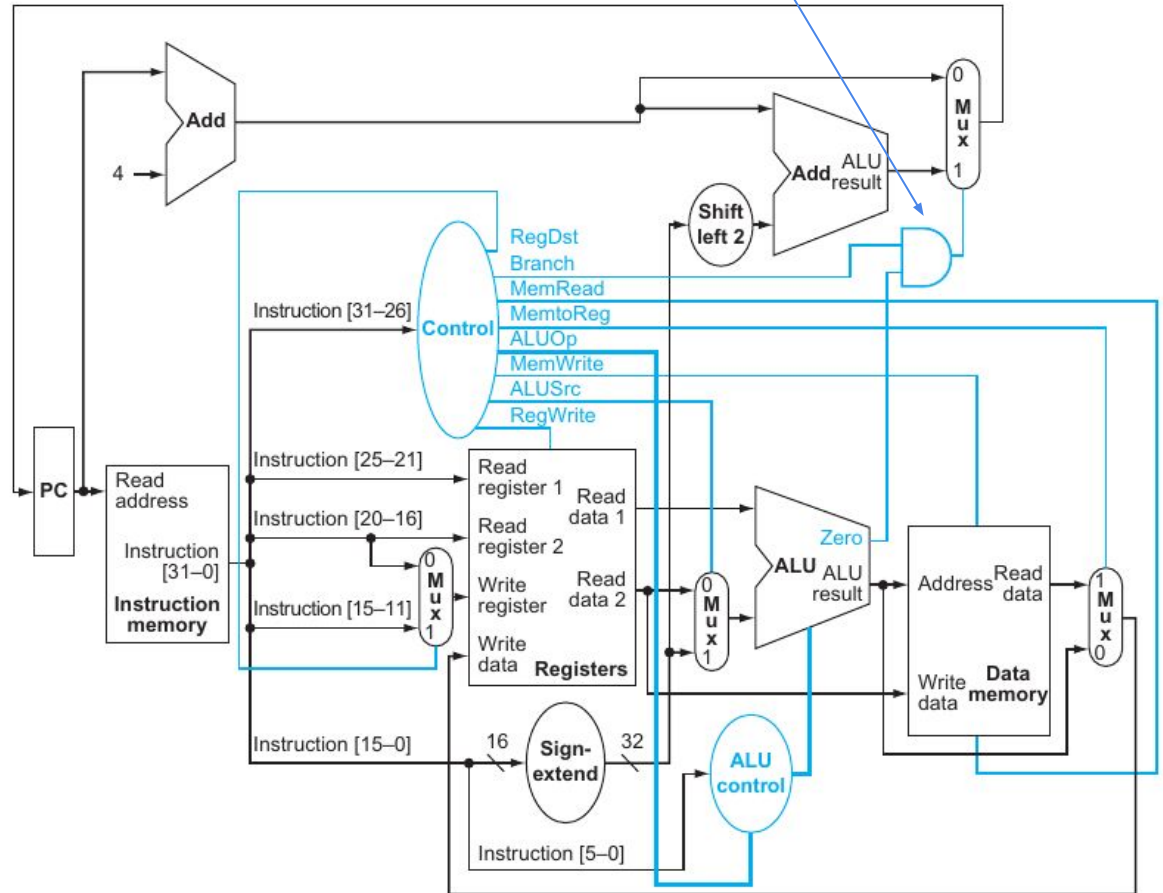 0
M
u
x
1
Add
4
Add
ALU
result
Shift
left 2
RegDst
Branch
MemRead
MemtoReg
ALUOp
MemWrite
ALUSrc
RegWrite
Control
Instruction [31–26]
Instruction [25–21]
Instruction [20–16]
Instruction [15–11]
Instruction [15–0]
Instruction [5–0]
PC
Read
address
Instruction
[31–0]
Instruction
memory
0
M
u
x
1
Read
register 1
Read
register 2
Write
register
Write
data
Read
data 1
Read
data 2
Registers
0
M
u
x
1
Zero
ALU
ALU
result
Address
Read
data
Write
data
Data
memory
1
M
u
x
0
16
Sign-
extend
32
ALU
control